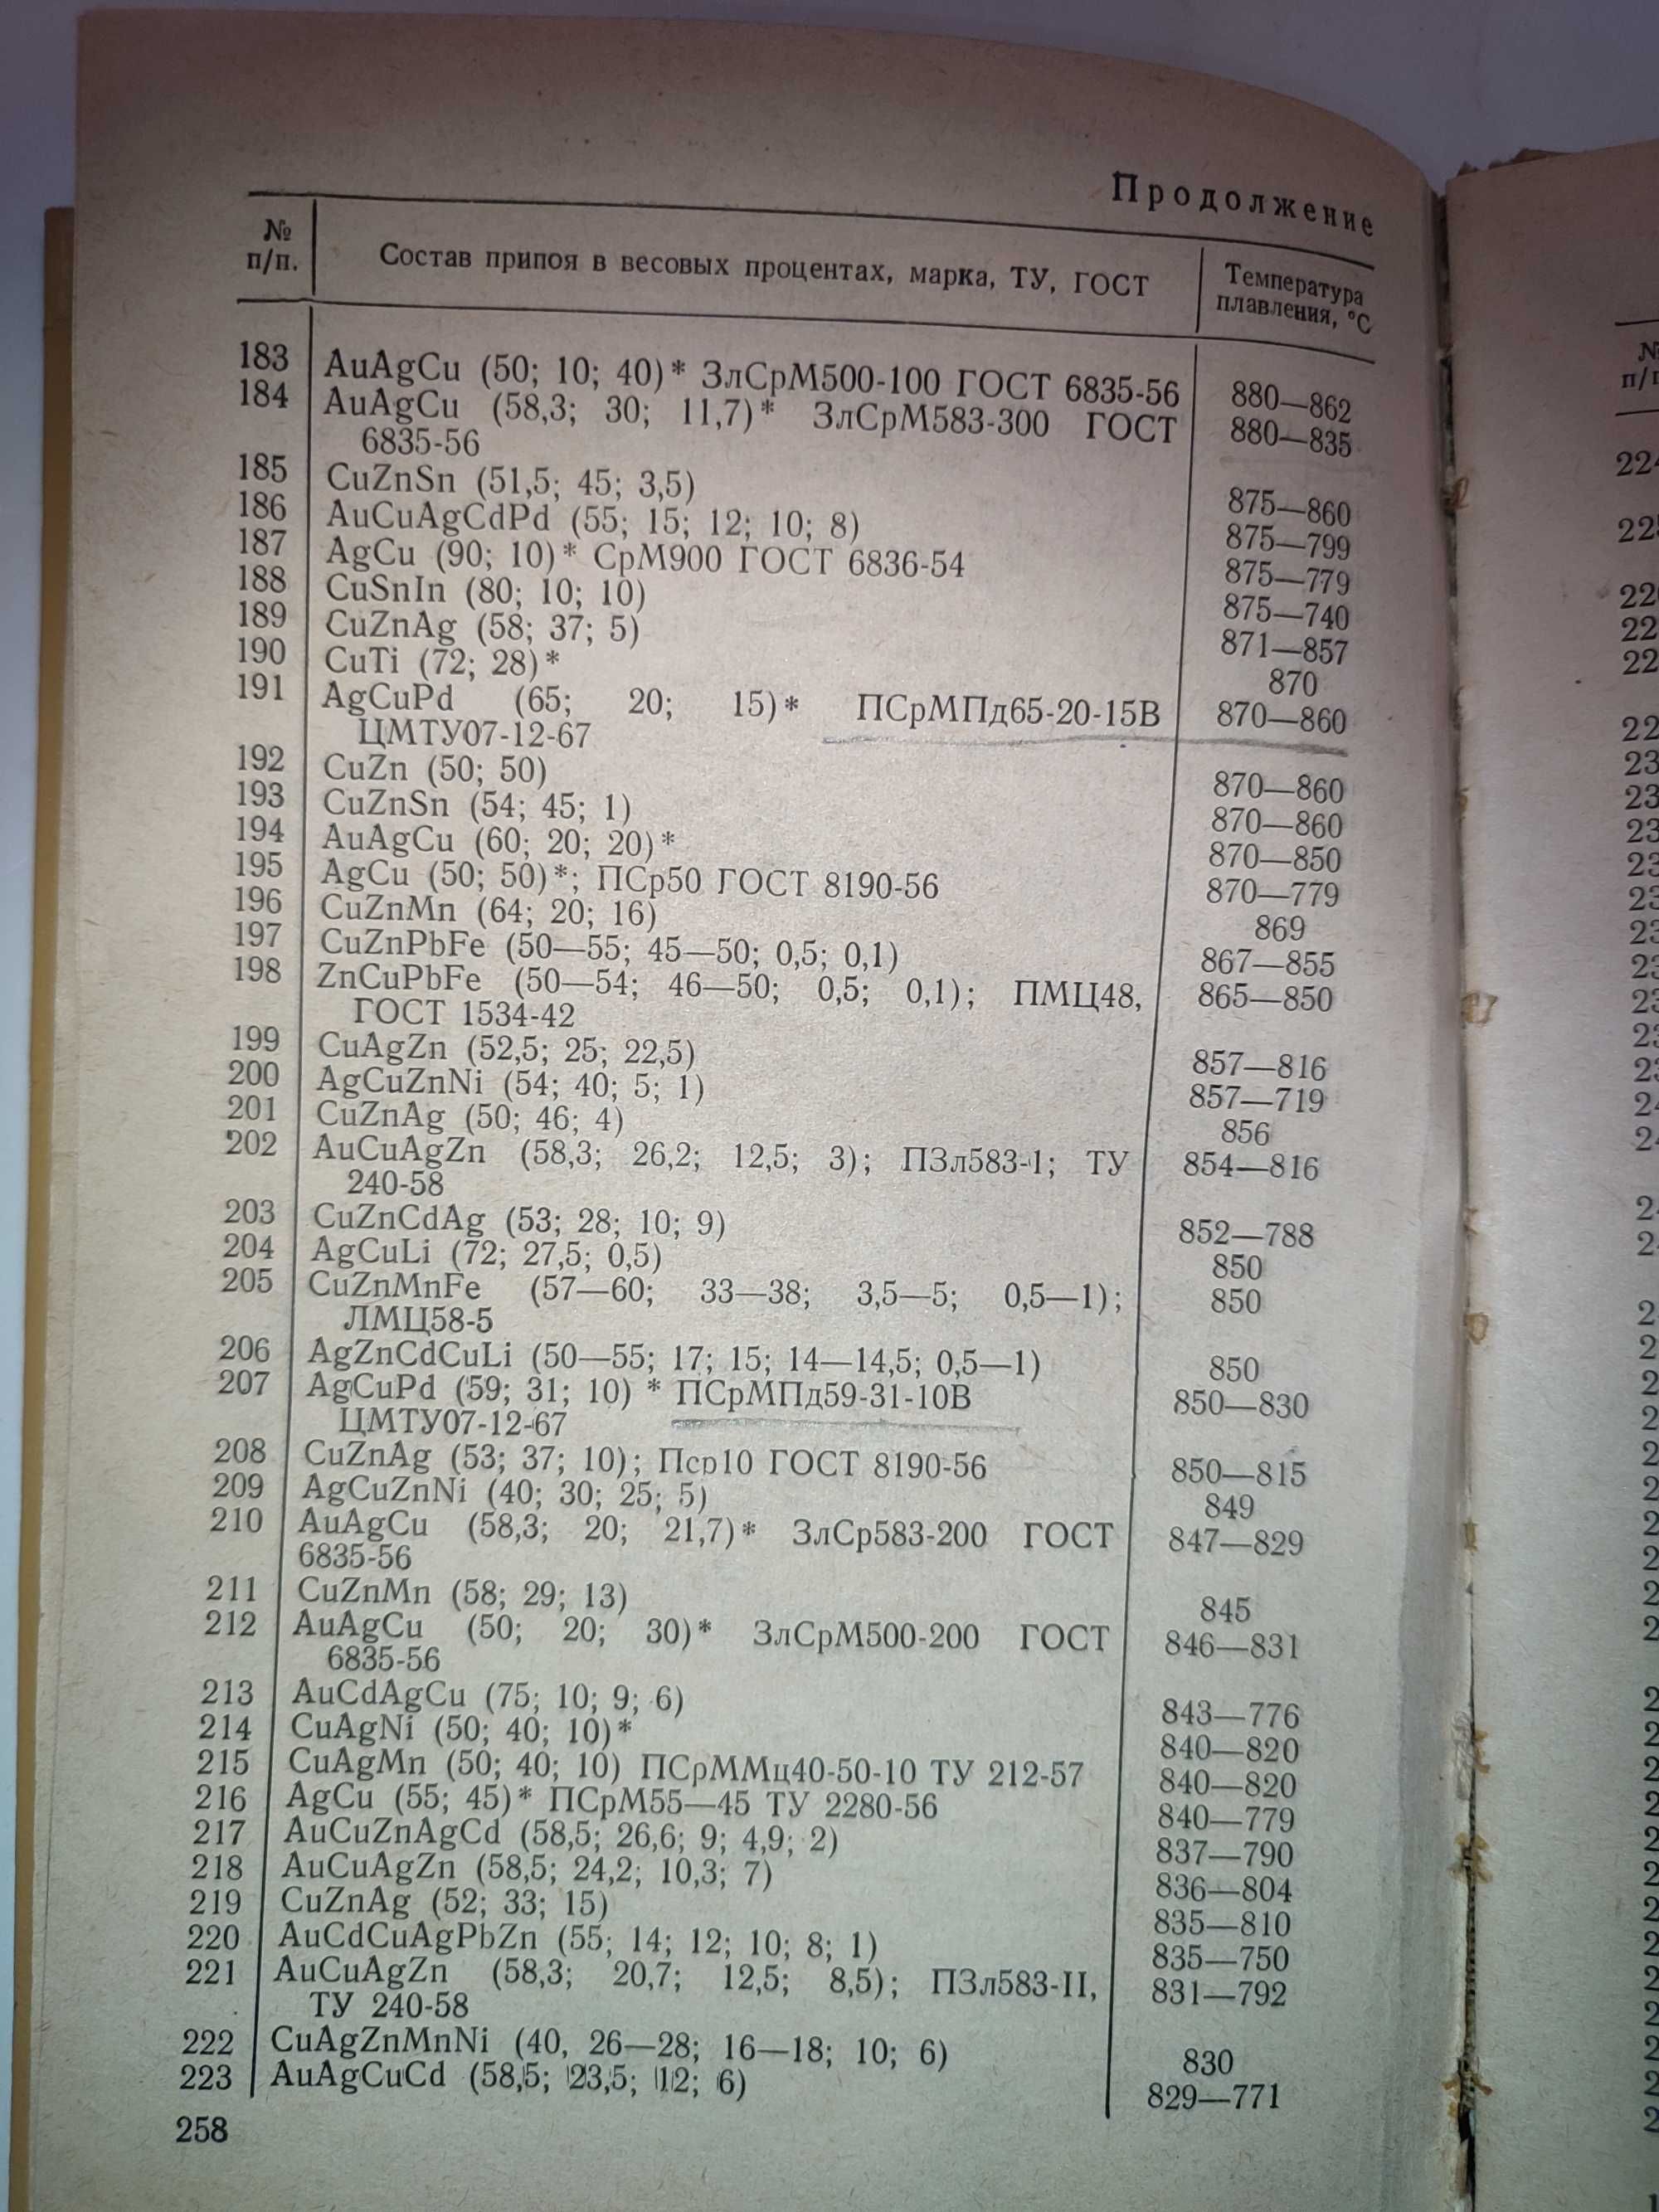 Продолжение
№ п/п. Состав припоя в весовых процентах, марка, ТУ, ГОСТ Температура плавления, °С
183 AuAgCu (50; 10; 40)* ЗлСрМ500-100 ГОСТ 6835-56 880—862
184 AuAgCu (58,3; 30; 11,7)* ЗлСрМ583-300 ГОСТ 880—835
6835-56
185 CuZnSn (51,5; 45; 3,5) 875—860
186 AuCuAgCdPd (55; 15; 12; 10; 8) 875—799
187 AgCu (90; 10)* СрМ900 ГОСТ 6836-54 875—779
188 CuSnIn (80; 10; 10) 875—740
189 CuZnAg (58; 37; 5) 871—857
190 CuTi (72; 28)* 870
191 AgCuPd (65; 20; 15)* ПСрМПд65-20-15В 870—860
ЦМТУ07-12-67
192 CuZn (50; 50) 870—860
193 CuZnSn (54; 45; 1) 870—860
194 AuAgCu (60; 20; 20)* 870—850
195 AgCu (50; 50)*; ПСр50 ГОСТ 8190-56 870—779
196 CuZnMn (64; 20; 16) 869
197 CuZnPbFe (50—55; 45—50; 0,5; 0,1) 867—855
198 ZnCuPbFe (50—54; 46—50; 0,5; 0,1); ПМЦ48, 865—850
ГОСТ 1534-42
199 CuAgZn (52,5; 25; 22,5) 857—816
200 AgCuZnNi (54; 40; 5; 1) 857—719
201 CuZnAg (50; 46; 4) 856
202 AuCuAgZn (58,3; 26,2; 12,5; 3); ПЗл583-1; ТУ 854—816
240-58
203 CuZnCdAg (53; 28; 10; 9) 852—788
204 AgCuLi (72; 27,5; 0,5) 850
205 CuZnMnFe (57—60; 33—38; 3,5—5; 0,5—1); 850
ЛМЦ58-5
206 AgZnCdCuLi (50—55; 17; 15; 14—14,5; 0,5—1) 850
207 AgCuPd (59; 31; 10) * ПСрМПд59-31-10В 850—830
ЦМТУ07-12-67
208 CuZnAg (53; 37; 10); Пср10 ГОСТ 8190-56 850—815
209 AgCuZnNi (40; 30; 25; 5) 849
210 AuAgCu (58,3; 20; 21,7)* ЗлСр583-200 ГОСТ 847—829
6835-56
211 CuZnMn (58; 29; 13) 845
212 AuAgCu (50; 20; 30)* ЗлСрМ500-200 ГОСТ 846—831
6835-56
213 AuCdAgCu (75; 10; 9; 6) 843—776
214 CuAgNi (50; 40; 10)* 840—820
215 CuAgMn (50; 40; 10) ПСрММц40-50-10 ТУ 212-57 840—820
216 AgCu (55; 45)* ПСрМ55—45 ТУ 2280-56 840—779
217 AuCuZnAgCd (58,5; 26,6; 9; 4,9; 2) 837—790
218 AuCuAgZn (58,5; 24,2; 10,3; 7) 836—804
219 CuZnAg (52; 33; 15) 835—810
220 AuCdCuAgPbZn (55; 14; 12; 10; 8; 1) 835—750
221 AuCuAgZn (58,3; 20,7; 12,5; 8,5); ПЗл583-II, 831—792
ТУ 240-58
222 CuAgZnMnNi (40, 26—28; 16—18; 10; 6) 830
223 AuAgCuCd (58,5; 23,5; 12; 6) 829—771
258